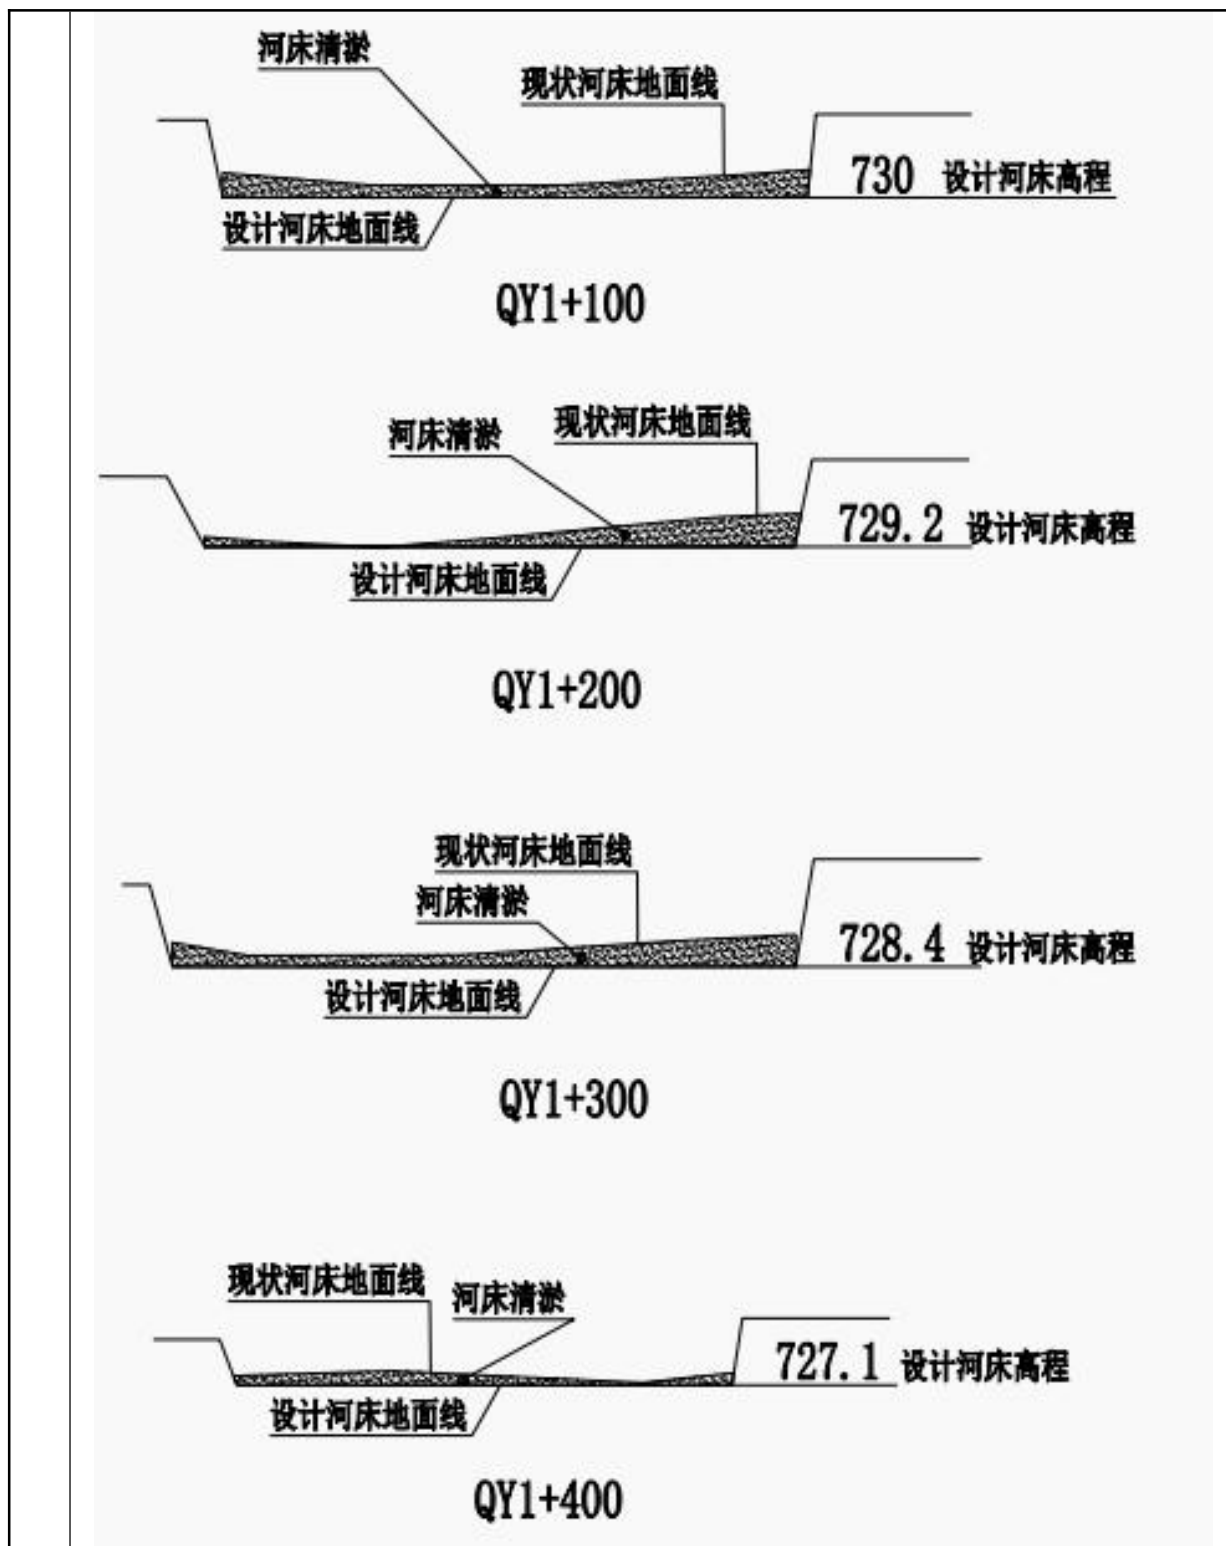 河床清淤
现状河床地面线
730 设计河床高程
设计河床地面线
QY1+100
现状河床地面线
河床清淤
729.2 设计河床高程
设计河床地面线
QY1+200
现状河床地面线
河床清淤
728.4 设计河床高程
设计河床地面线
QY1+300
现状河床地面线
河床清淤
727.1 设计河床高程
设计河床地面线
QY1+400